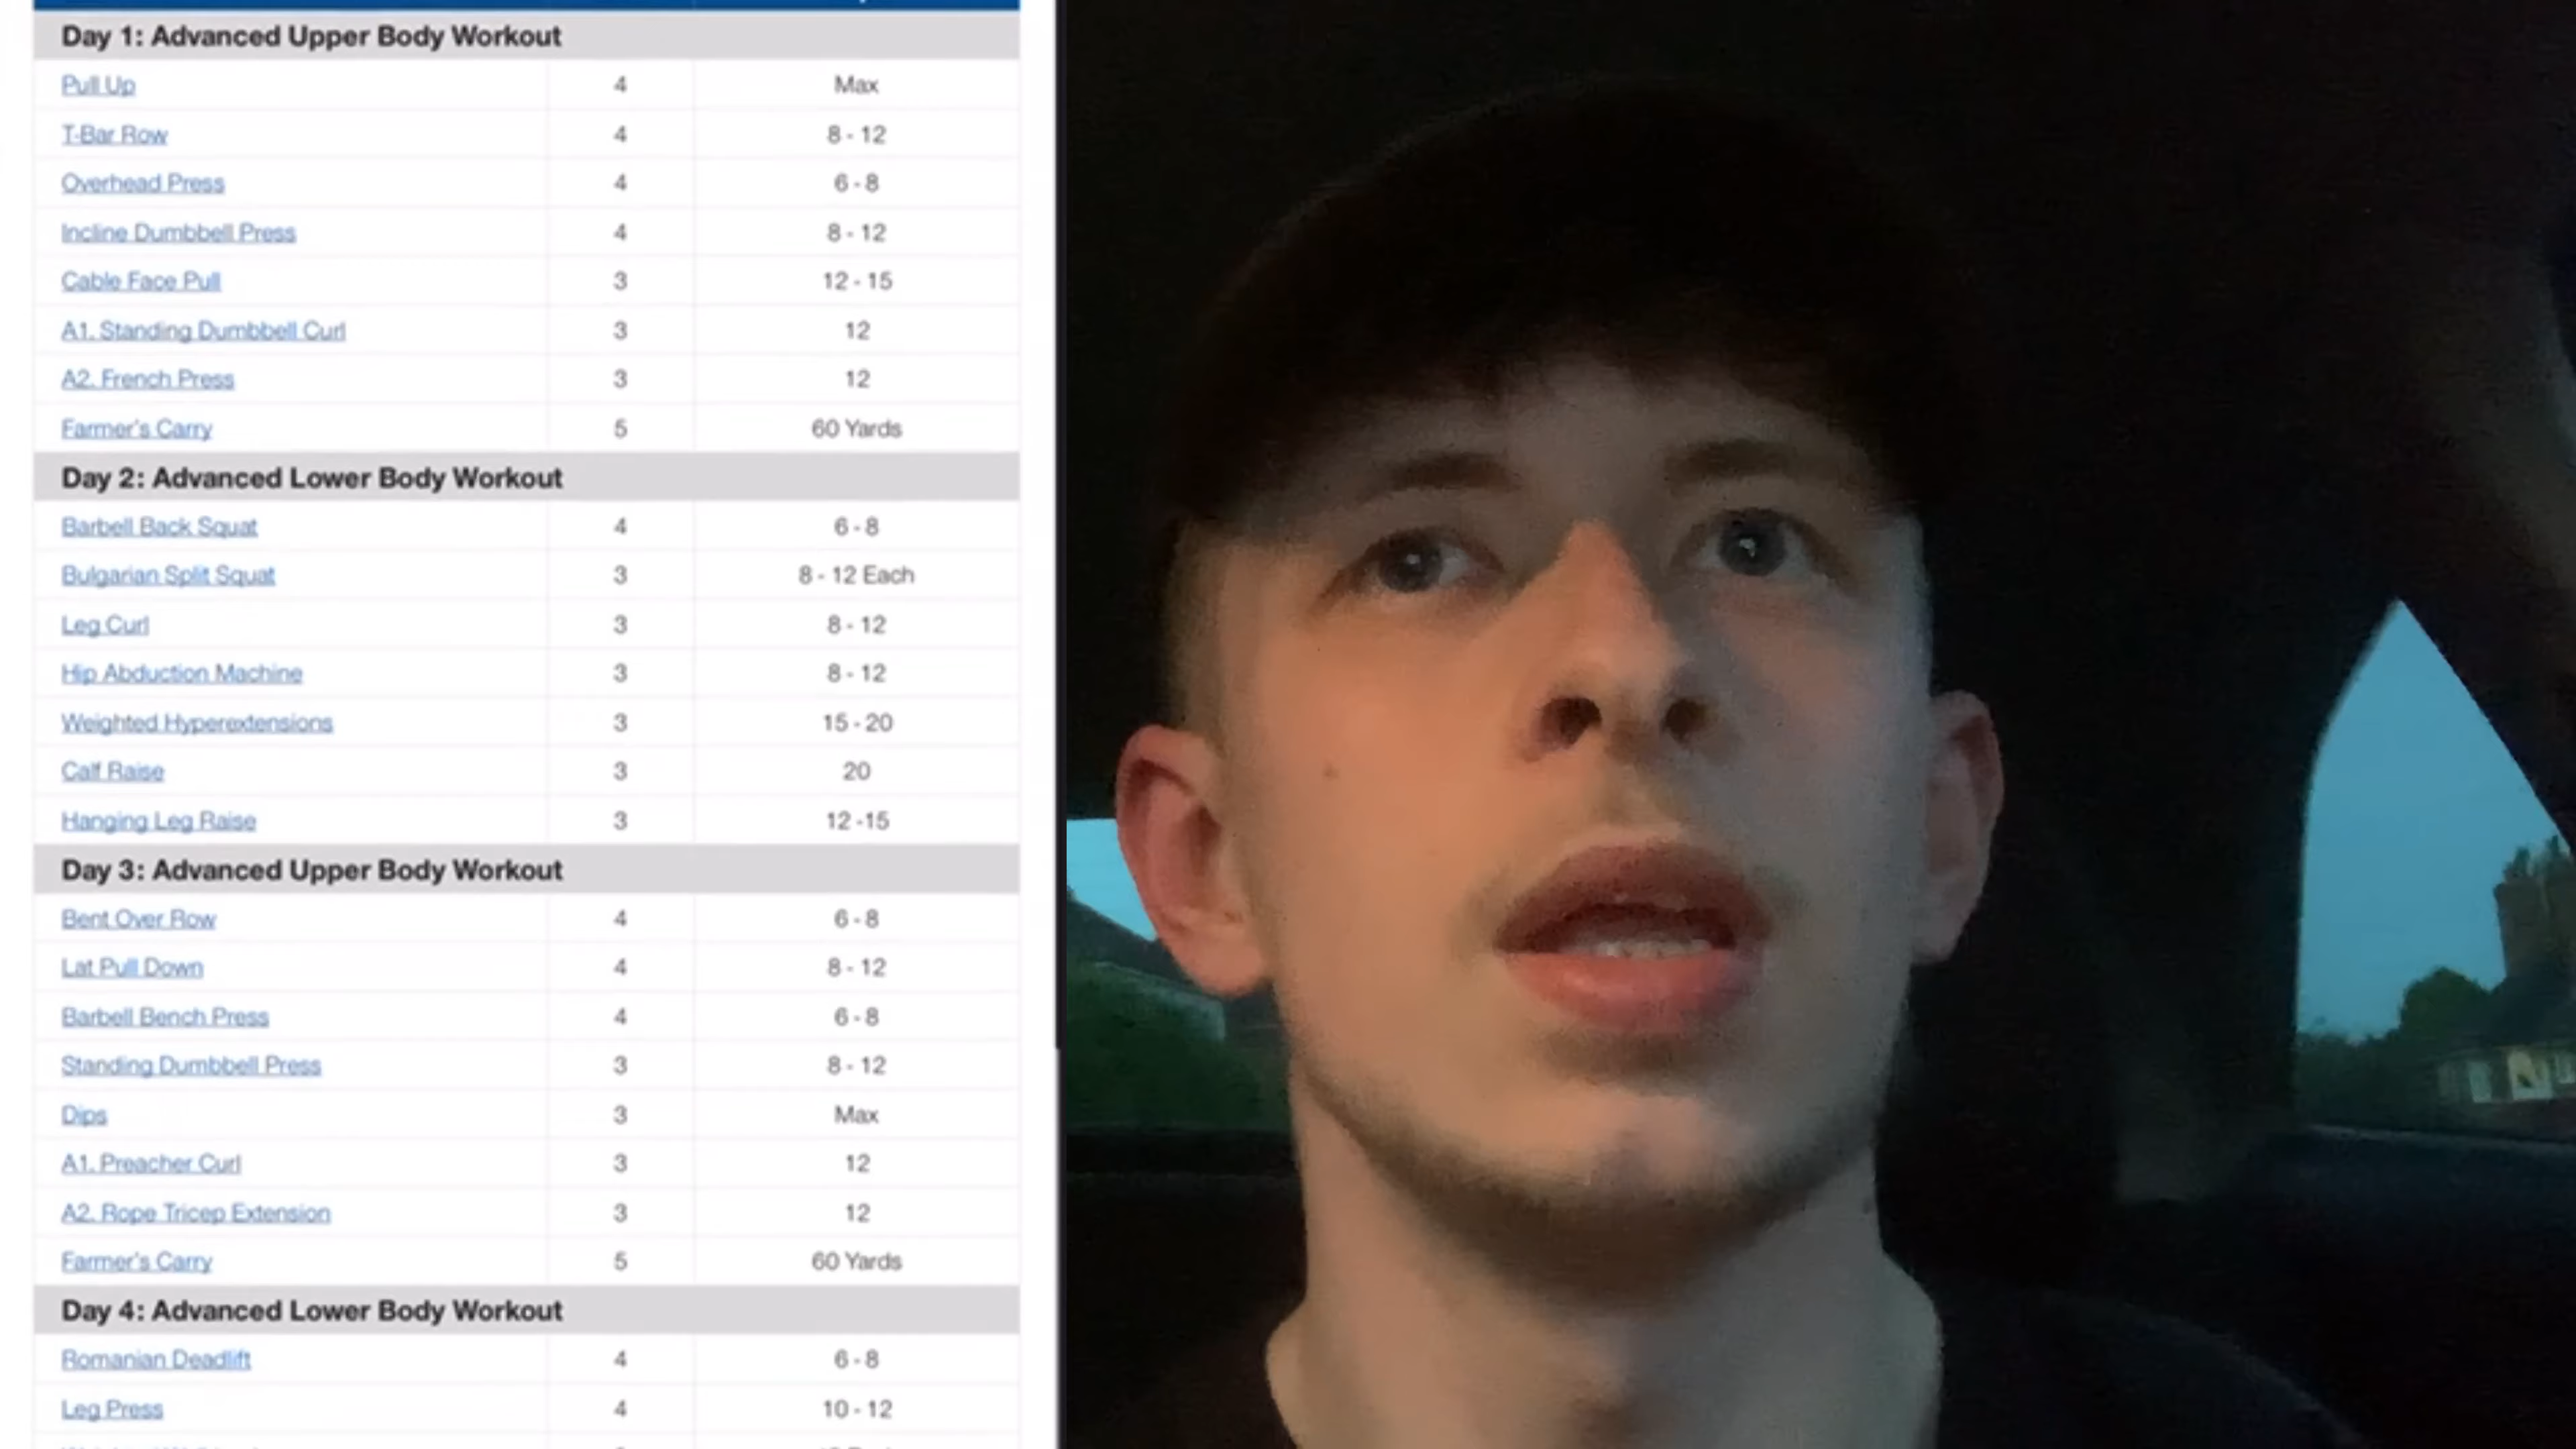 Day 1: Advanced Upper Body Workout
Pull Up 4 Max
T-Bar Row 4 8 - 12
Overhead Press 4 6 - 8
Incline Dumbbell Press 4 8 - 12
Cable Face Pull 3 12 - 15
A1. Standing Dumbbell Curl 3 12
A2. French Press 3 12
Farmer's Carry 5 60 Yards
Day 2: Advanced Lower Body Workout
Barbell Back Squat 4 6 - 8
Bulgarian Split Squat 3 8 - 12 Each
Leg Curl 3 8 - 12
Hip Abduction Machine 3 8 - 12
Weighted Hyperextensions 3 15 - 20
Calf Raise 3 20
Hanging Leg Raise 3 12 -15
Day 3: Advanced Upper Body Workout
Bent Over Row 4 6 - 8
Lat Pull Down 4 8 - 12
Barbell Bench Press 4 6 - 8
Standing Dumbbell Press 3 8 - 12
Dips 3 Max
A1. Preacher Curl 3 12
A2. Rope Tricep Extension 3 12
Farmer's Carry 5 60 Yards
Day 4: Advanced Lower Body Workout
Romanian Deadlift 4 6 - 8
Leg Press 4 10 - 12